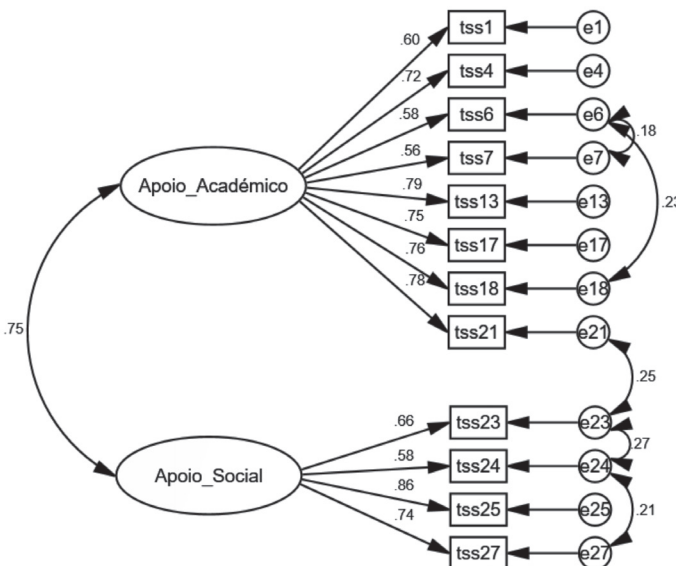 tss1 e1
.60
tss4 e4
.72
tss6 e6
.58
.18
tss7 e7
.56
Apoio_Académico
.79
tss13 e13
.23
.75
tss17 e17
.76
tss18 e18
.78
tss21 e21
.75
.25
.66
tss23 e23
.27
.58
tss24 e24
Apoio_Social
.86
tss25 e25
.21
.74
tss27 e27